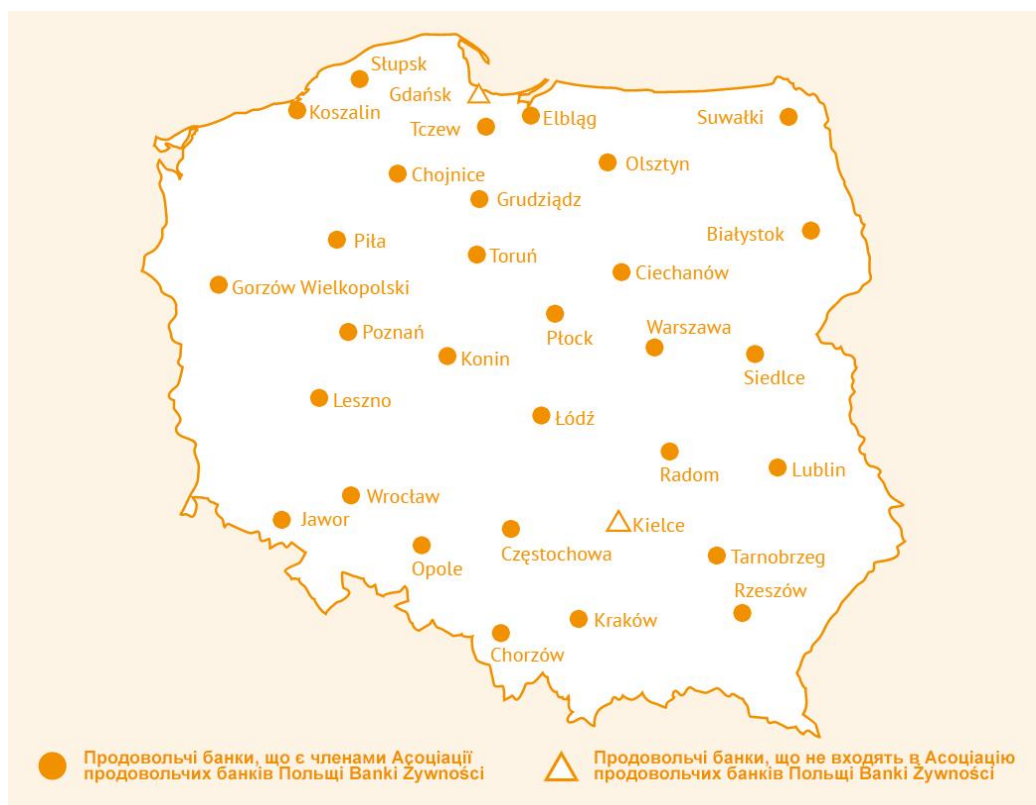 Słupsk
Gdańsk
Koszalin
Tczew
Elbląg
Suwałki
Olsztyn
Chojnice
Grudziądz
Białystok
Piła
Toruń
Ciechanów
Gorzów Wielkopolski
Poznań
Płock
Warszawa
Konin
Siedlce
Leszno
Łódź
Radom
Lublin
Wrocław
Jawor
Kielce
Częstochowa
Opole
Tarnobrzeg
Rzeszów
Kraków
Chorzów
Продовольчі банки, що є членами Асоціації
продовольчих банків Польщі Banki Żywności
Продовольчі банки, що не входять в Асоціацію
продовольчих банків Польщі Banki Żywności